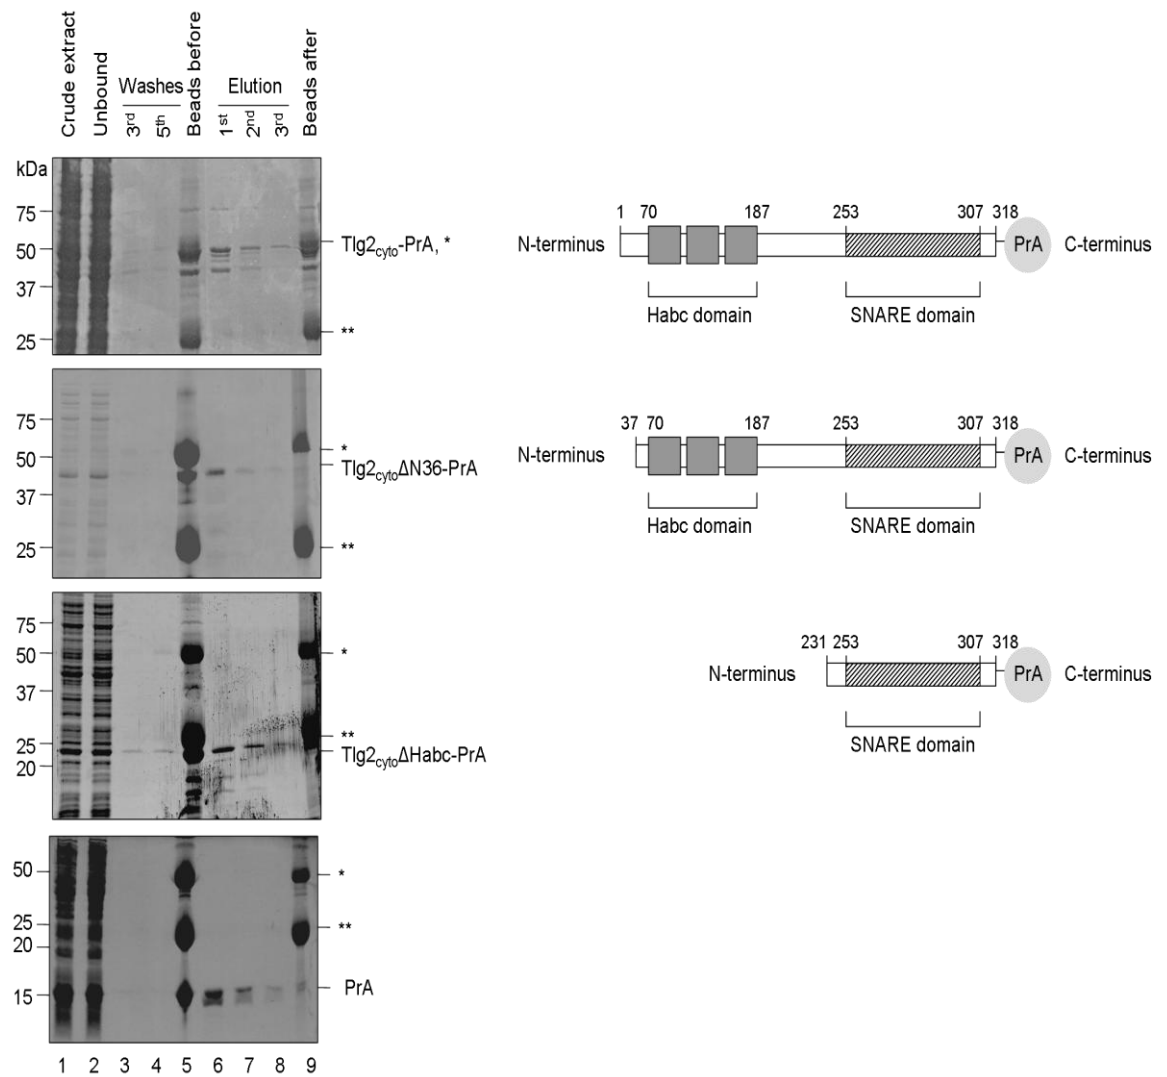 Crude extract
Unbound
Washes
3rd
5th
Beads before
Elution
1st
2nd
3rd
Beads after
kDa
75
50
37
25
Tlg2cyto-PrA, *
**
1 70 187 253 307 318
N-terminus PrA C-terminus
Habc domain SNARE domain
75
50
37
25
*
Tlg2cytoΔN36-PrA
**
37 70 187 253 307 318
N-terminus PrA C-terminus
Habc domain SNARE domain
75
50
37
25
20
*
**
Tlg2cytoΔHabc-PrA
231 253 307 318
N-terminus PrA C-terminus
SNARE domain
50
25
20
15
*
**
PrA
1 2 3 4 5 6 7 8 9